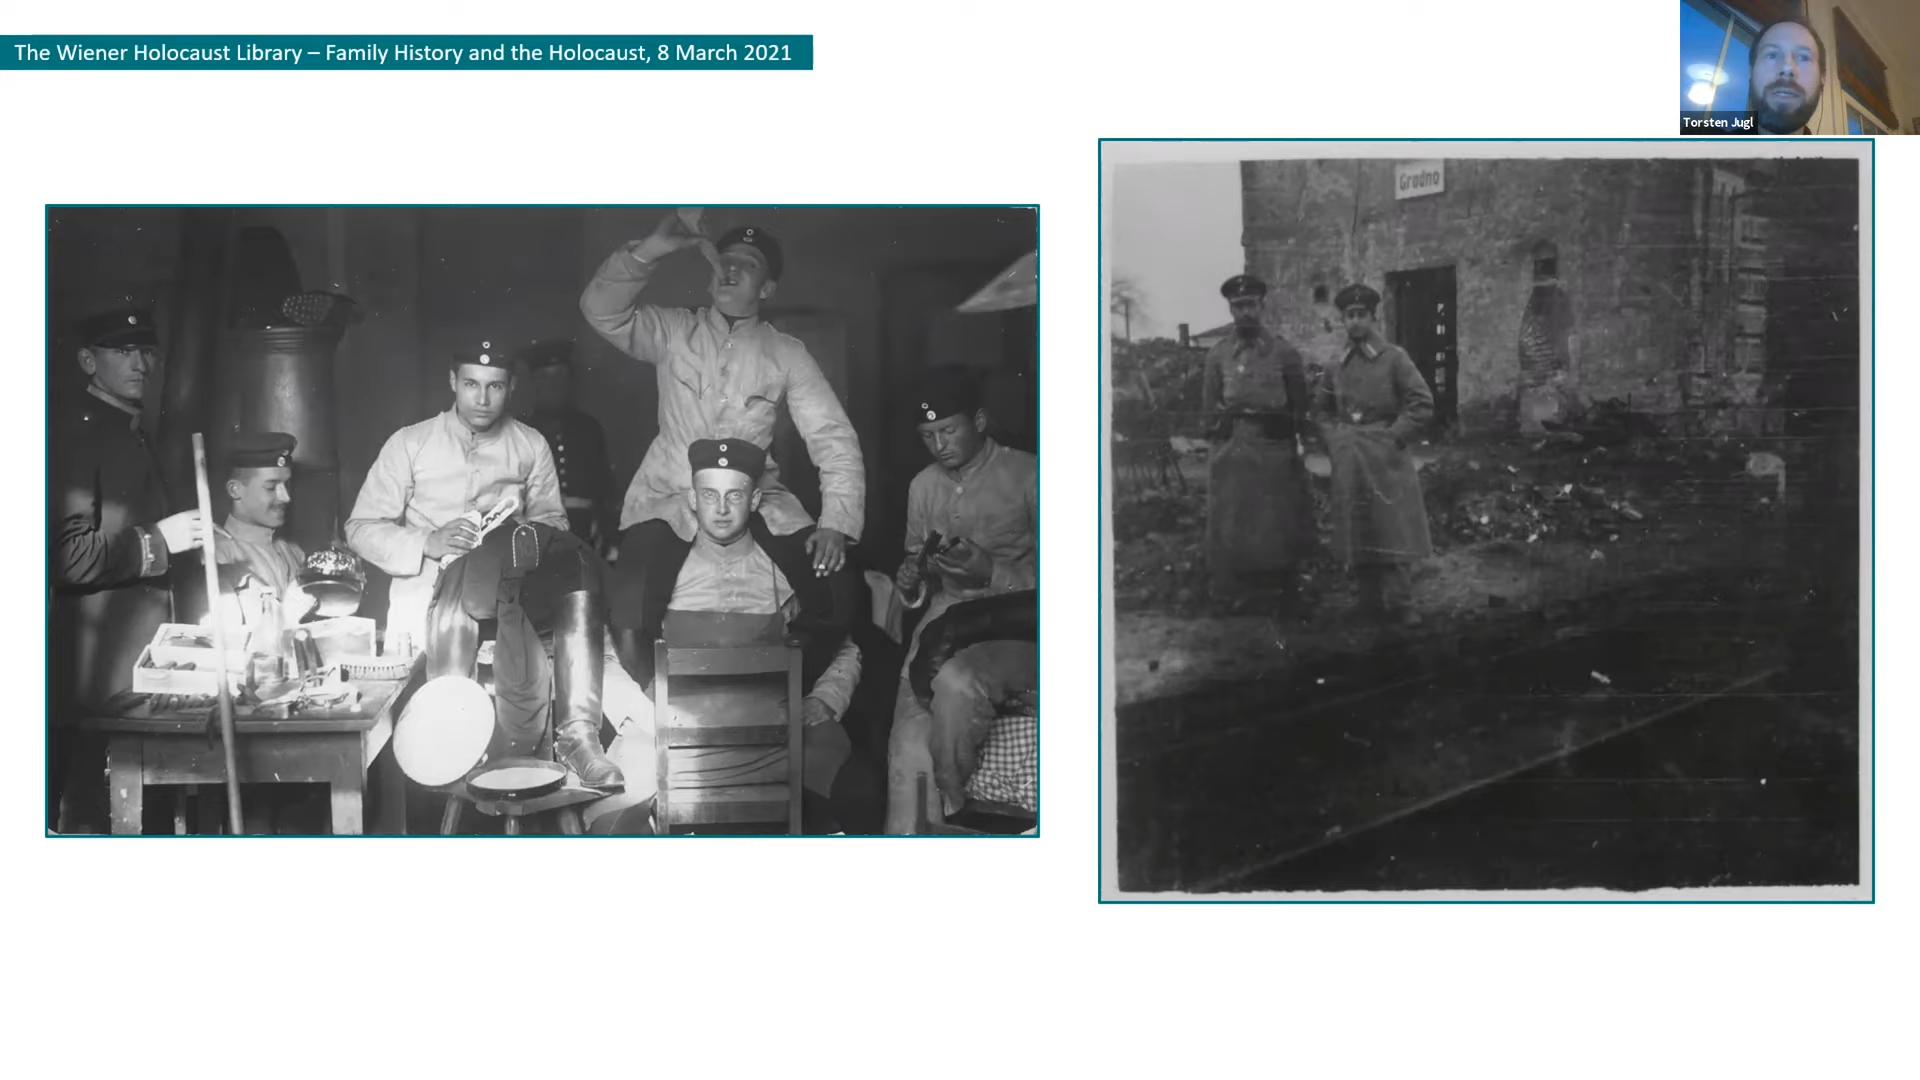 The Wiener Holocaust Library – Family History and the Holocaust, 8 March 2021
Torsten Jugl
Grodno